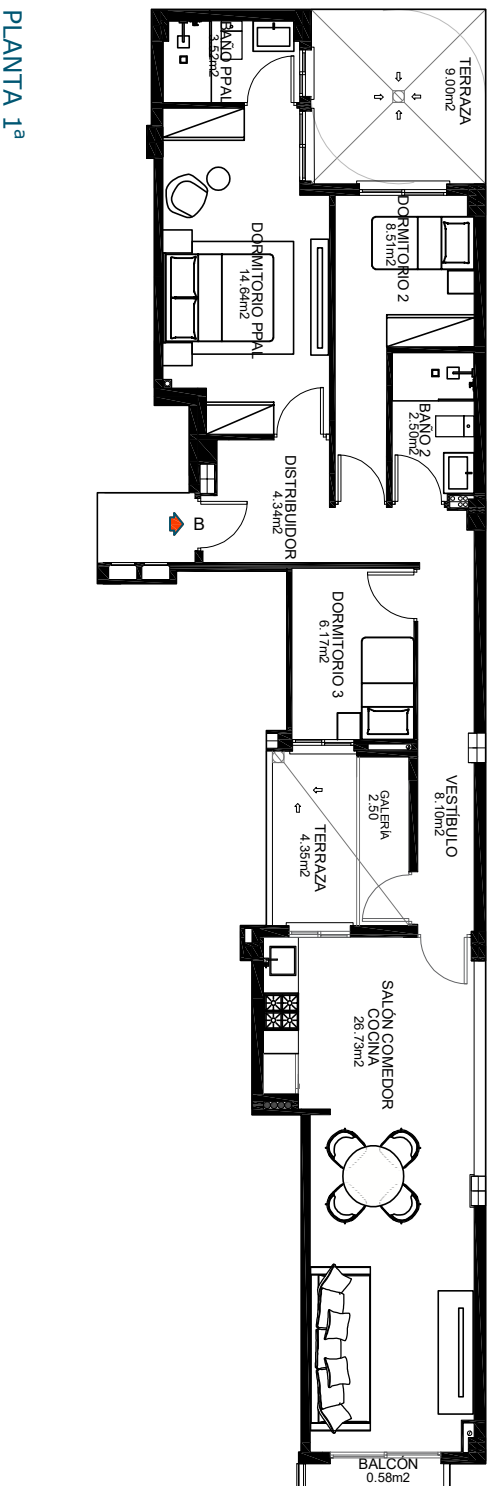 PLANTA 1ª
BAÑO PPAL
3.52m2
TERRAZA
9.00m2
DORMITORIO PPAL
14.64m2
DORMITORIO 2
8.51m2
BAÑO 2
2.50m2
DISTRIBUIDOR
4.34m2
B
DORMITORIO 3
6.17m2
VESTÍBULO
8.10m2
GALERÍA
2.50
TERRAZA
4.35m2
SALÓN COMEDOR
COCINA
26.73m2
BALCÓN
0.58m2